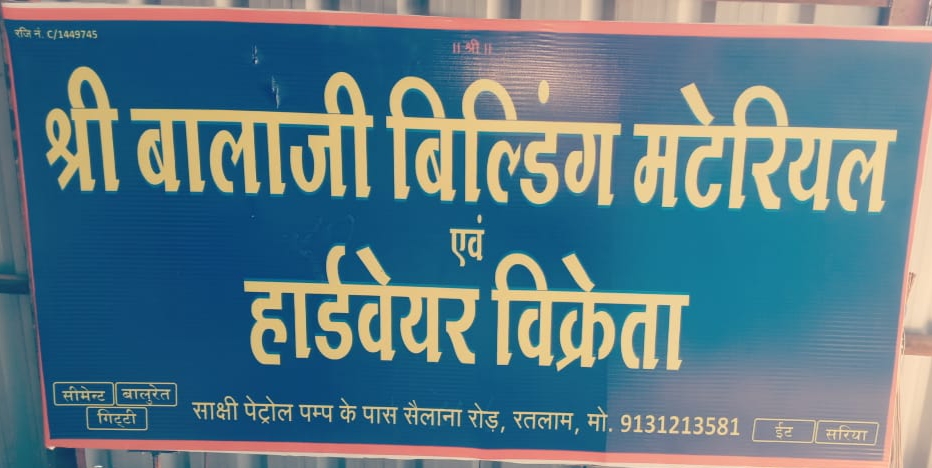 रजि नं. C/1449745
॥ श्री ॥
श्री बालाजी बिल्डिंग मटेरियल
एवं
हार्डवेयर विक्रेता
सीमेन्ट बालुरेत
गिट्टी
साक्षी पेट्रोल पम्प के पास सैलाना रोड़, रतलाम, मो. 9131213581
ईट सरिया